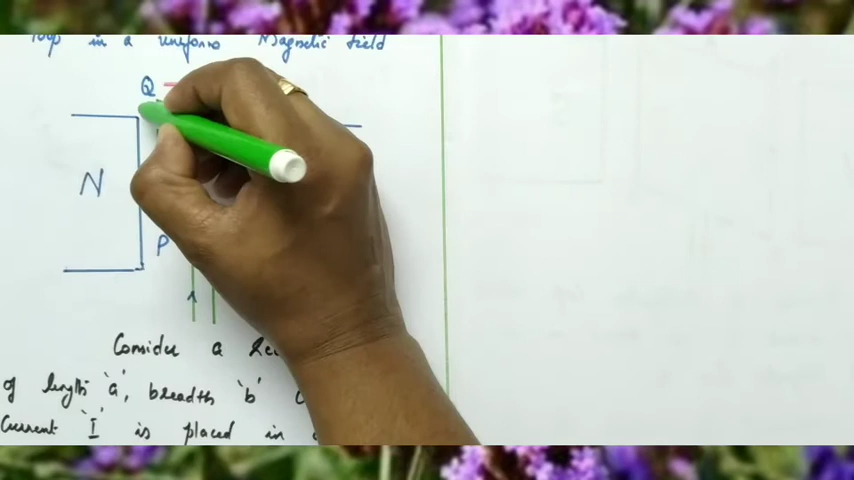 loop in a uniform Magnetic field
Q
N
P
Consider a
of length 'a', breadth 'b'
Current 'I' is placed in